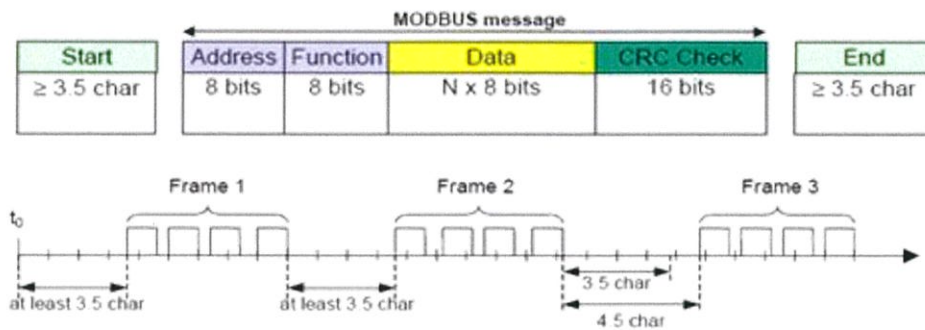 MODBUS message
Start Address Function Data CRC Check End
≥ 3.5 char 8 bits 8 bits N x 8 bits 16 bits ≥ 3.5 char
Frame 1 Frame 2 Frame 3
t0
at least 3.5 char at least 3.5 char 3.5 char
4.5 char